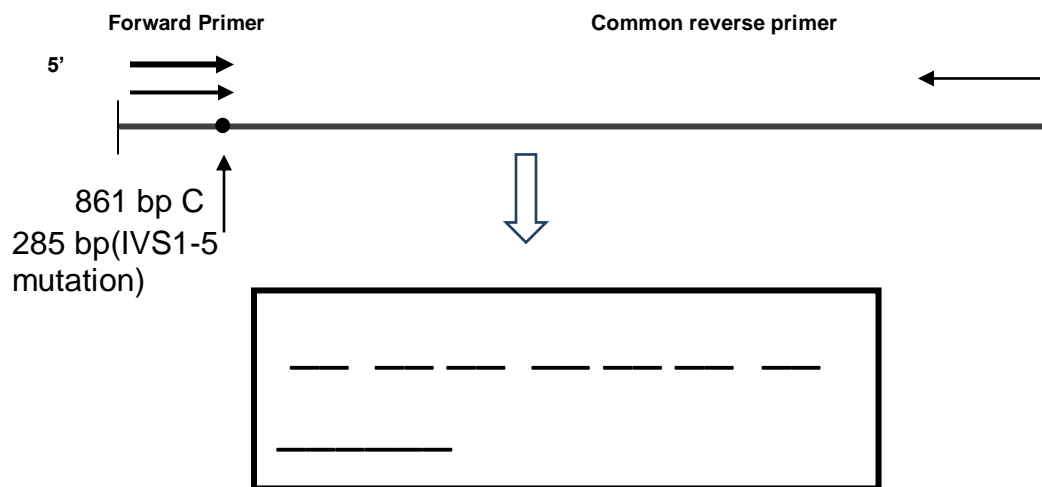 Forward Primer
Common reverse primer
5’
861 bp C
285 bp(IVS1-5
mutation)